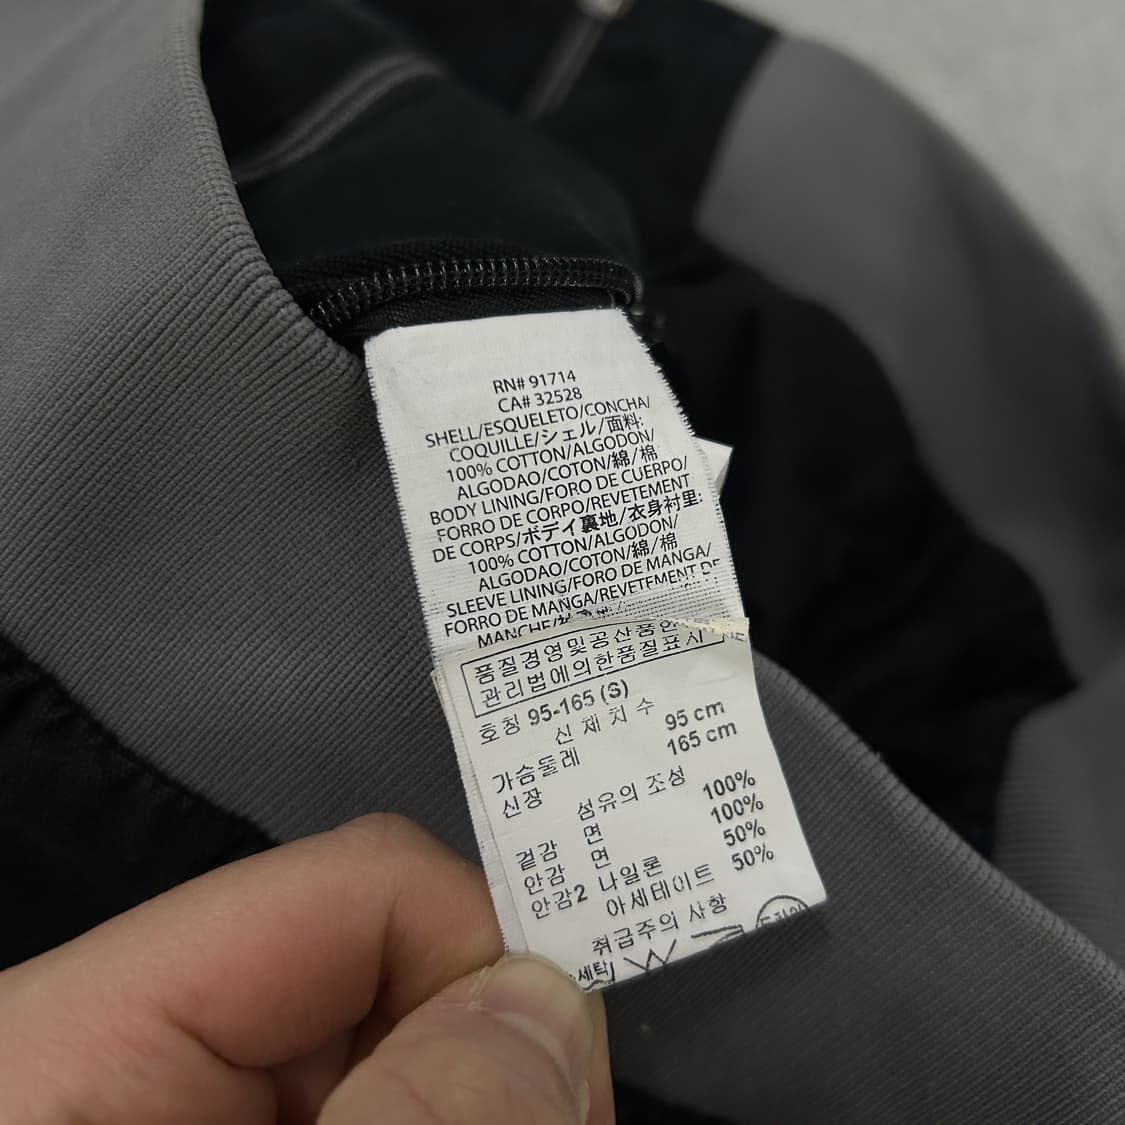 RN# 91714
CA# 32528
SHELL/ESQUELETO/CONCHA/
COQUILLE/シェル/面料:
100% COTTON/ALGODON/
ALGODAO/COTON/綿/棉
BODY LINING/FORO DE CUERPO/
FORRO DE CORPO/REVETEMENT
DE CORPS/ボデイ裏地/衣身衬里:
100% COTTON/ALGODON/
ALGODAO/COTON/綿/棉
SLEEVE LINING/FORO DE MANGA/
FORRO DE MANGA/REVETEMENT DE
MANCHE/
품질경영및공산품안
관리법에의한품질표시
호칭 95-165 (S)
신체치수
가슴둘레 95 cm
신장 165 cm
섬유의 조성
겉감 면 100%
안감 면 100%
안감2 나일론 50%
아세테이트 50%
취급주의 사항
세탁